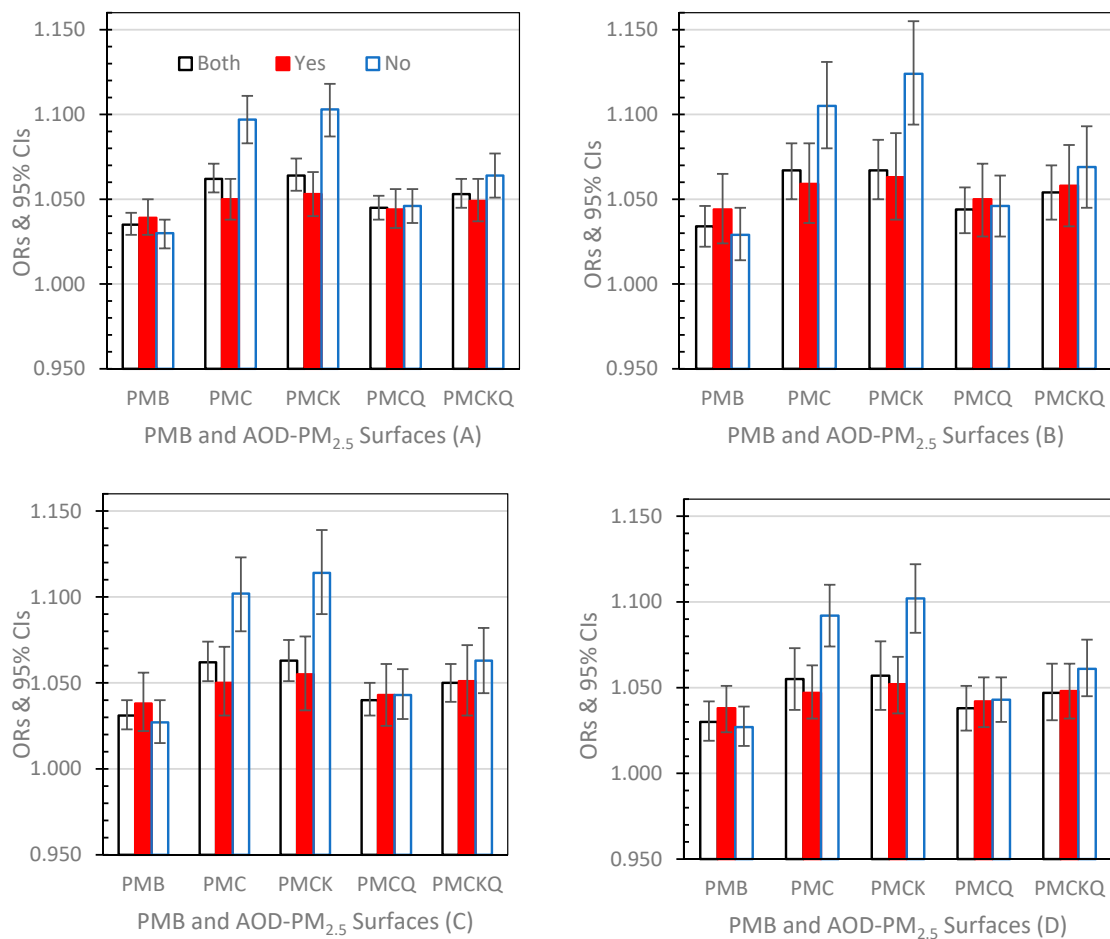 1.150
Both Yes No
1.100
1.050
1.000
0.950
ORs & 95% CIs
PMB PMC PMCK PMCQ PMCKQ
PMB and AOD-PM2.5 Surfaces (A)
1.150
1.100
1.050
1.000
0.950
ORs & 95% CIs
PMB PMC PMCK PMCQ PMCKQ
PMB and AOD-PM2.5 Surfaces (B)
1.150
1.100
1.050
1.000
0.950
ORs & 95% CIs
PMB PMC PMCK PMCQ PMCKQ
PMB and AOD-PM2.5 Surfaces (C)
1.150
1.100
1.050
1.000
0.950
ORs & 95% CIs
PMB PMC PMCK PMCQ PMCKQ
PMB and AOD-PM2.5 Surfaces (D)